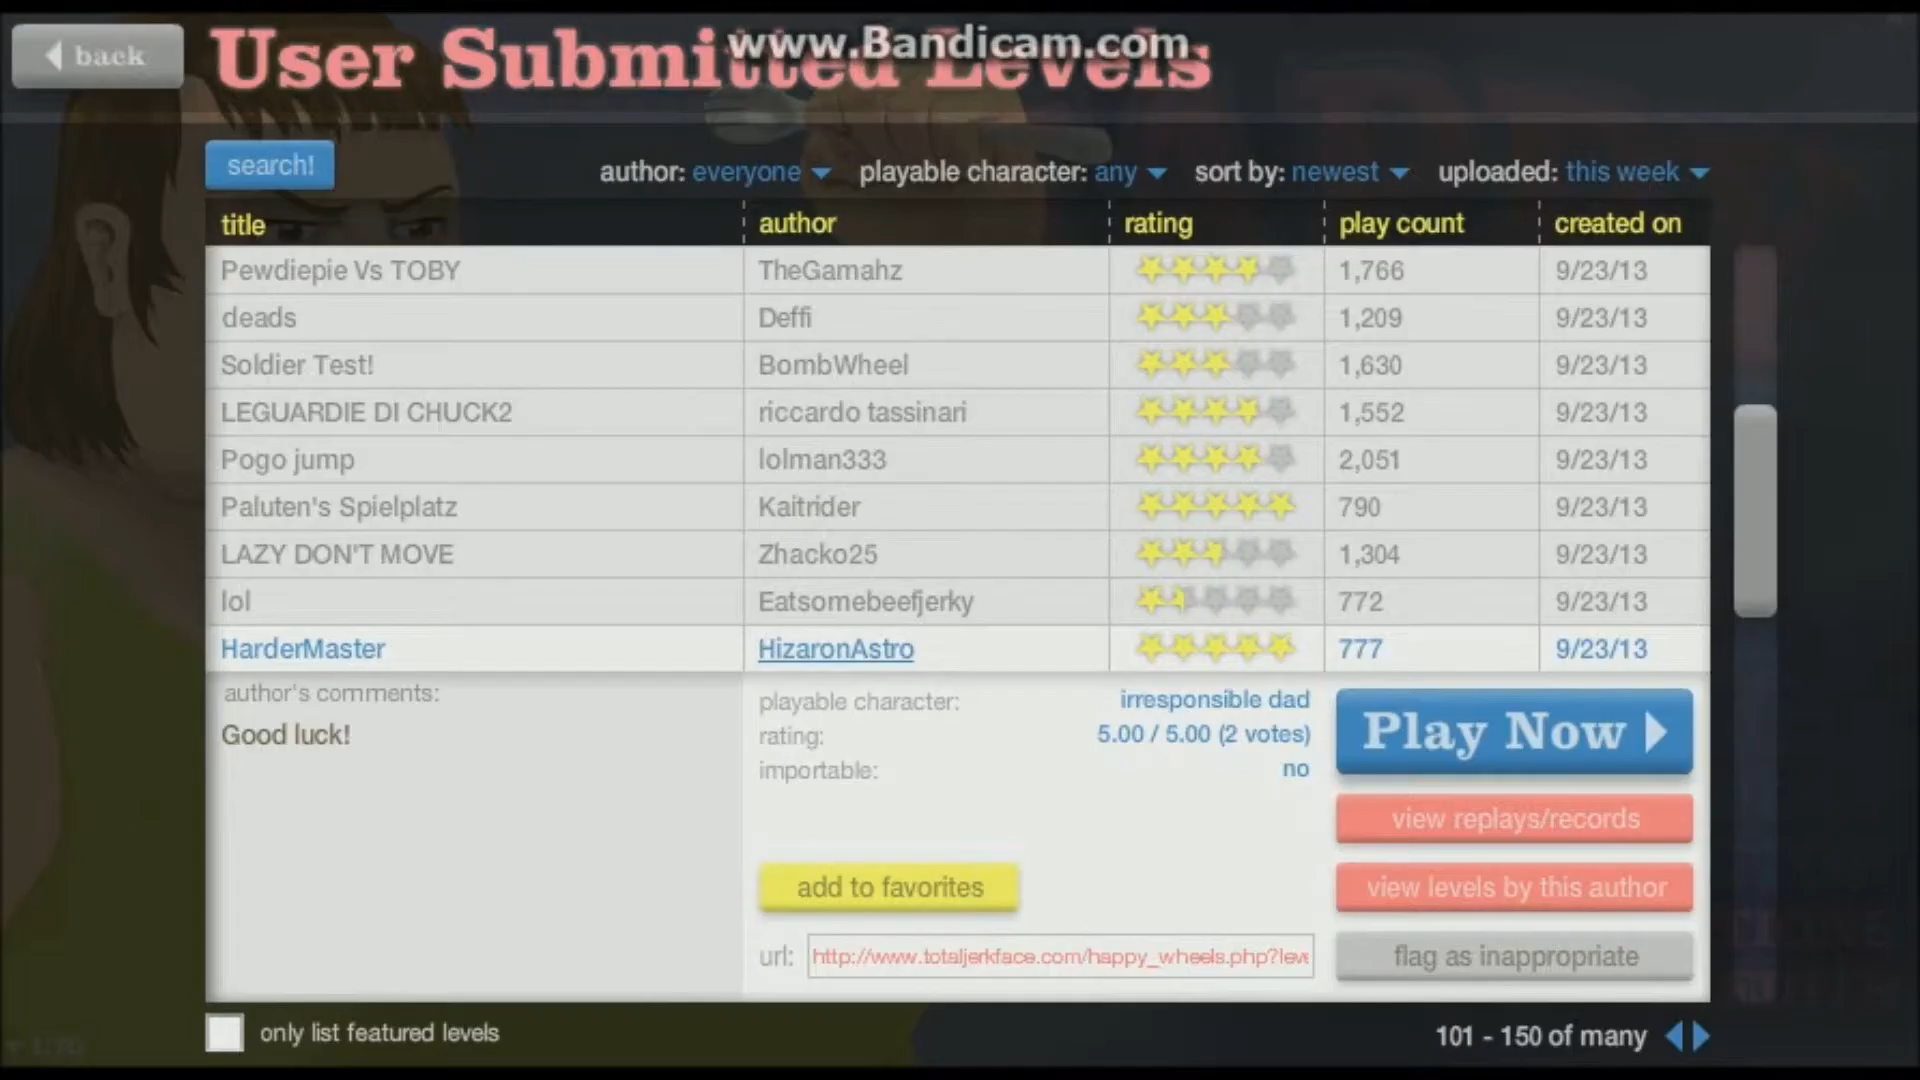 back
User Submitted Levels
www.Bandicam.com
search!
author: everyone playable character: any sort by: newest uploaded: this week
title author rating play count created on
Pewdiepie Vs TOBY TheGamahz 1,766 9/23/13
deads Deffi 1,209 9/23/13
Soldier Test! BombWheel 1,630 9/23/13
LEGUARDIE DI CHUCK2 riccardo tassinari 1,552 9/23/13
Pogo jump lolman333 2,051 9/23/13
Paluten's Spielplatz Kaitrider 790 9/23/13
LAZY DON'T MOVE Zhacko25 1,304 9/23/13
lol Eatsomebeefjerky 772 9/23/13
HarderMaster HizaronAstro 777 9/23/13
author's comments:
Good luck!
playable character: irresponsible dad
rating: 5.00 / 5.00 (2 votes)
importable: no
Play Now
view replays/records
add to favorites
view levels by this author
url: http://www.totaljerkface.com/happy_wheels.php?leve
flag as inappropriate
only list featured levels
101 - 150 of many